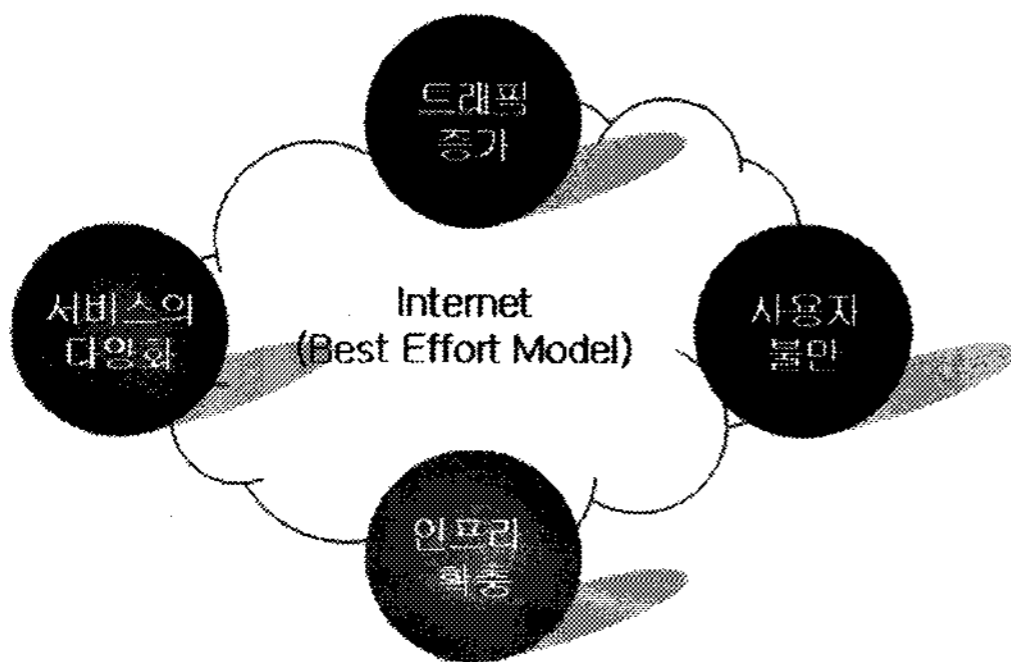 트래픽
증가
서비스의
다양화
Internet
(Best Effort Model)
사용자
불만
인프라
확충